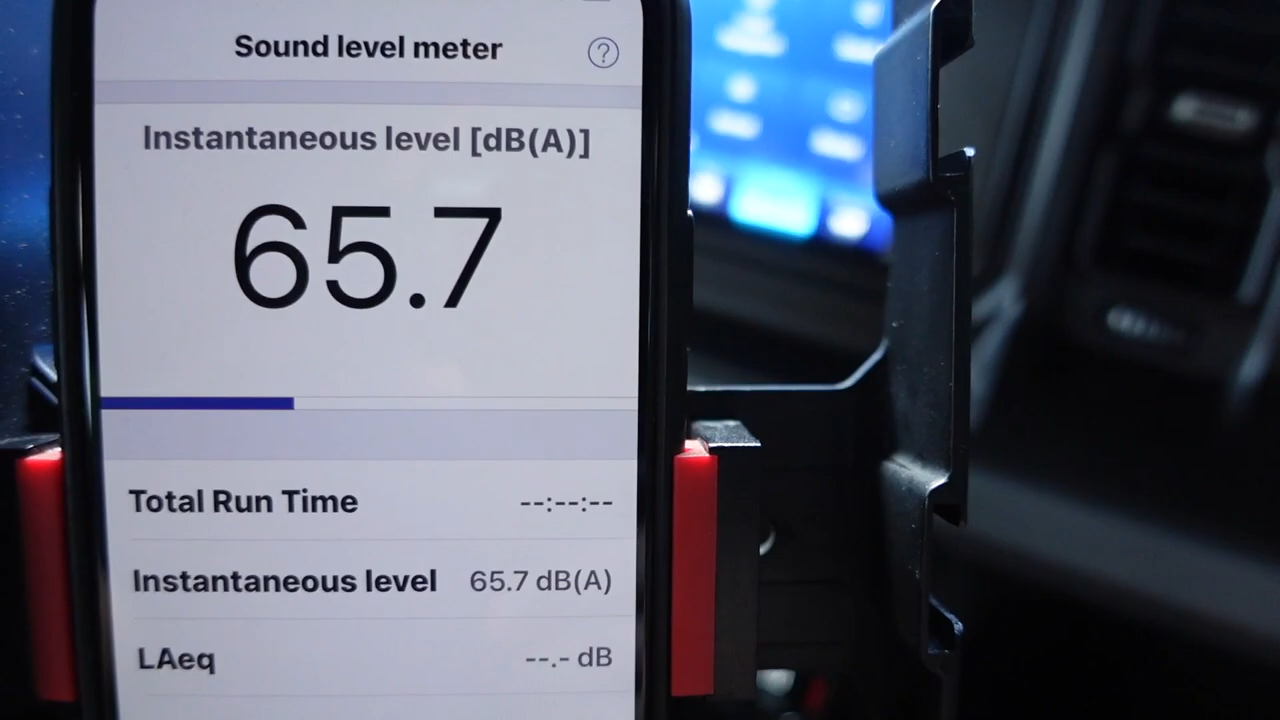 Sound level meter
?
Instantaneous level [dB(A)]
65.7
Total Run Time --:--:--
Instantaneous level 65.7 dB(A)
LAeq --.- dB